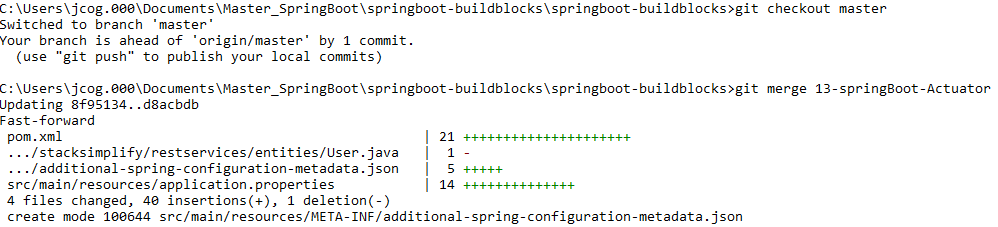 C:\Users\jcog.000\Documents\Master_SpringBoot\springboot-buildblocks\springboot-buildblocks>git checkout master
Switched to branch 'master'
Your branch is ahead of 'origin/master' by 1 commit.
  (use "git push" to publish your local commits)

C:\Users\jcog.000\Documents\Master_SpringBoot\springboot-buildblocks\springboot-buildblocks>git merge 13-springBoot-Actuator
Updating 8f95134..d8acbdb
Fast-forward
 pom.xml                                            | 21 +++++++++++++++++++++
 .../stacksimplify/restservices/entities/User.java  |  1 -
 .../additional-spring-configuration-metadata.json  |  5 +++++
 src/main/resources/application.properties          | 14 ++++++++++++++
 4 files changed, 40 insertions(+), 1 deletion(-)
 create mode 100644 src/main/resources/META-INF/additional-spring-configuration-metadata.json